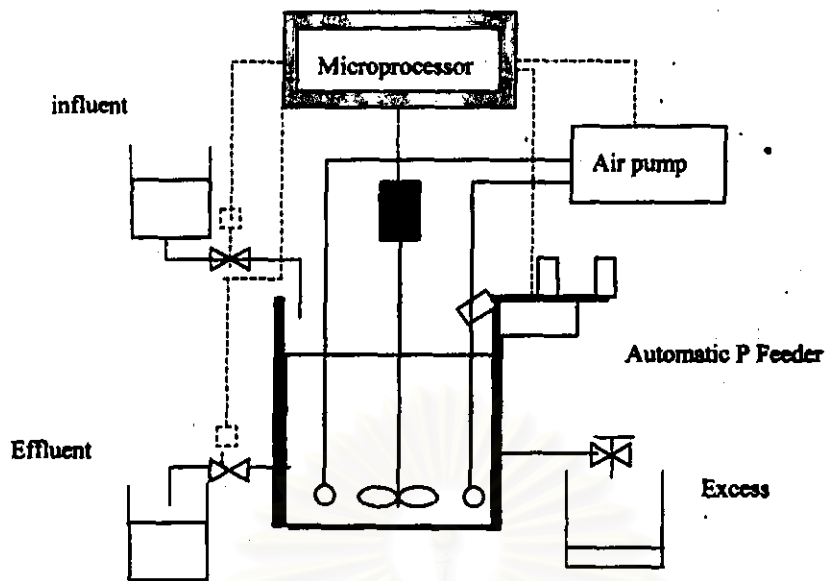 Microprocessor
influent
Air pump
Automatic P Feeder
Effluent
Excess